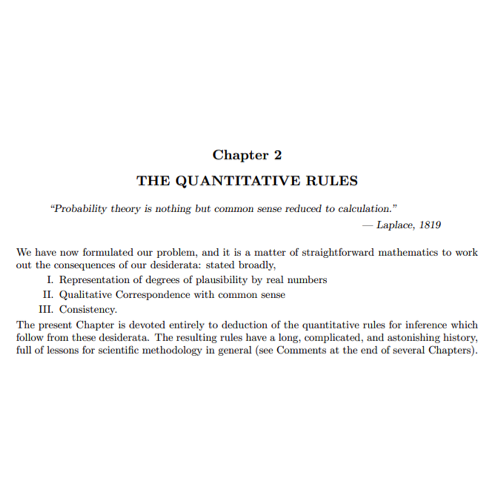 Chapter 2
THE QUANTITATIVE RULES
“Probability theory is nothing but common sense reduced to calculation.”
— Laplace, 1819
We have now formulated our problem, and it is a matter of straightforward mathematics to work
out the consequences of our desiderata: stated broadly,
I. Representation of degrees of plausibility by real numbers
II. Qualitative Correspondence with common sense
III. Consistency.
The present Chapter is devoted entirely to deduction of the quantitative rules for inference which
follow from these desiderata. The resulting rules have a long, complicated, and astonishing history,
full of lessons for scientific methodology in general (see Comments at the end of several Chapters).